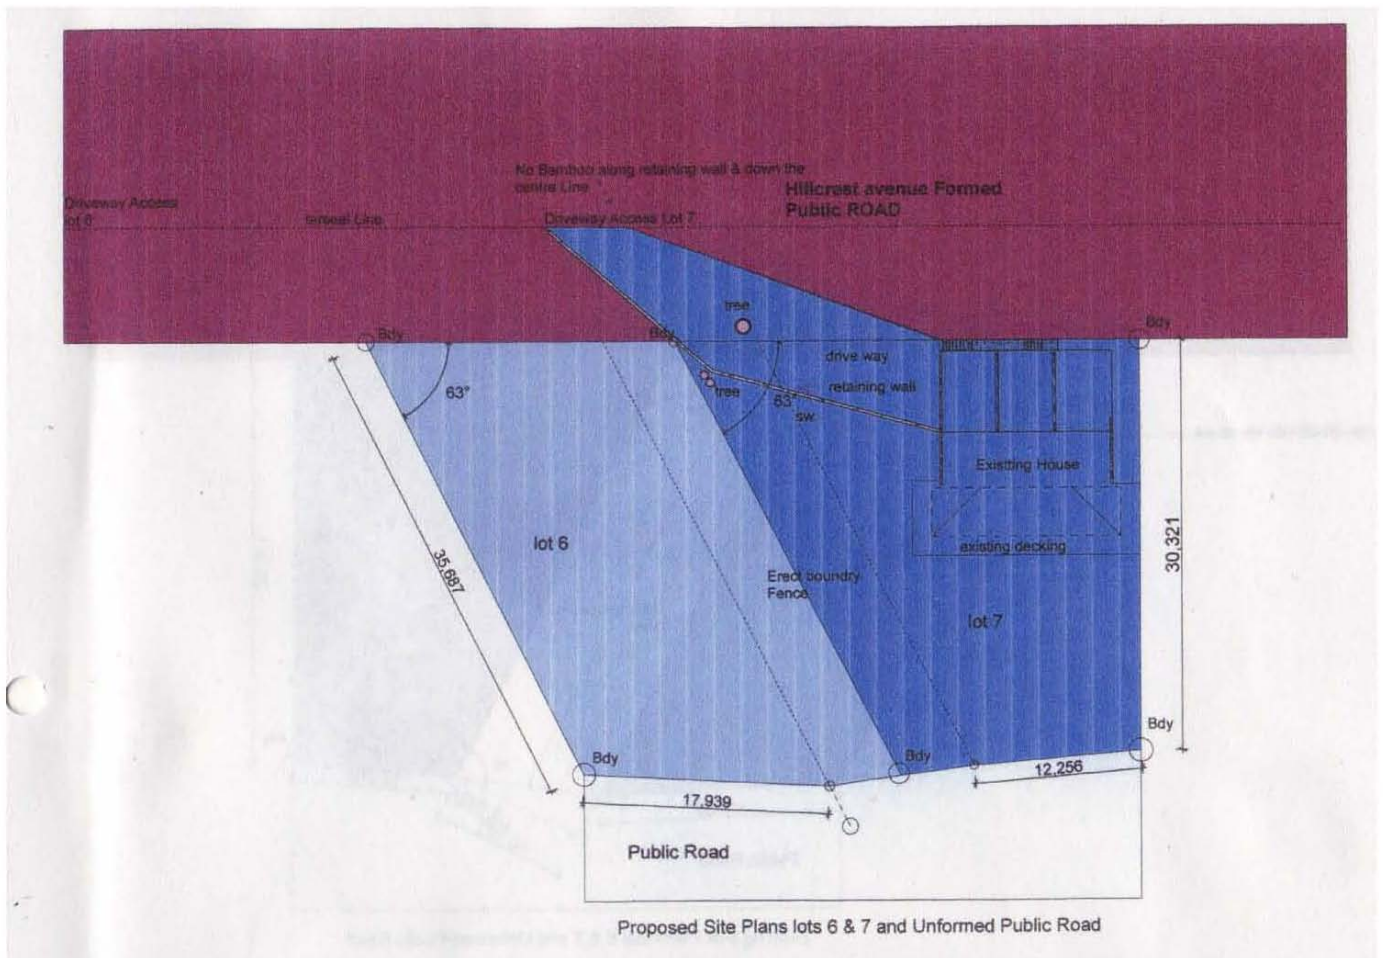 No Bamboo along retaining wall & down the
centre Line
Hillcrest avenue Formed
Public ROAD
Driveway Access
lot 6
tarseal Line
Driveway Access Lot 7
tree
Bdy
Bdy
Bdy
drive way
63°
tree
63°
sw
retaining wall
Existting House
existing decking
lot 6
35,687
Erect boundry
Fence
lot 7
30,321
Bdy
Bdy
Bdy
12,256
17,939
Public Road
Proposed Site Plans lots 6 & 7 and Unformed Public Road